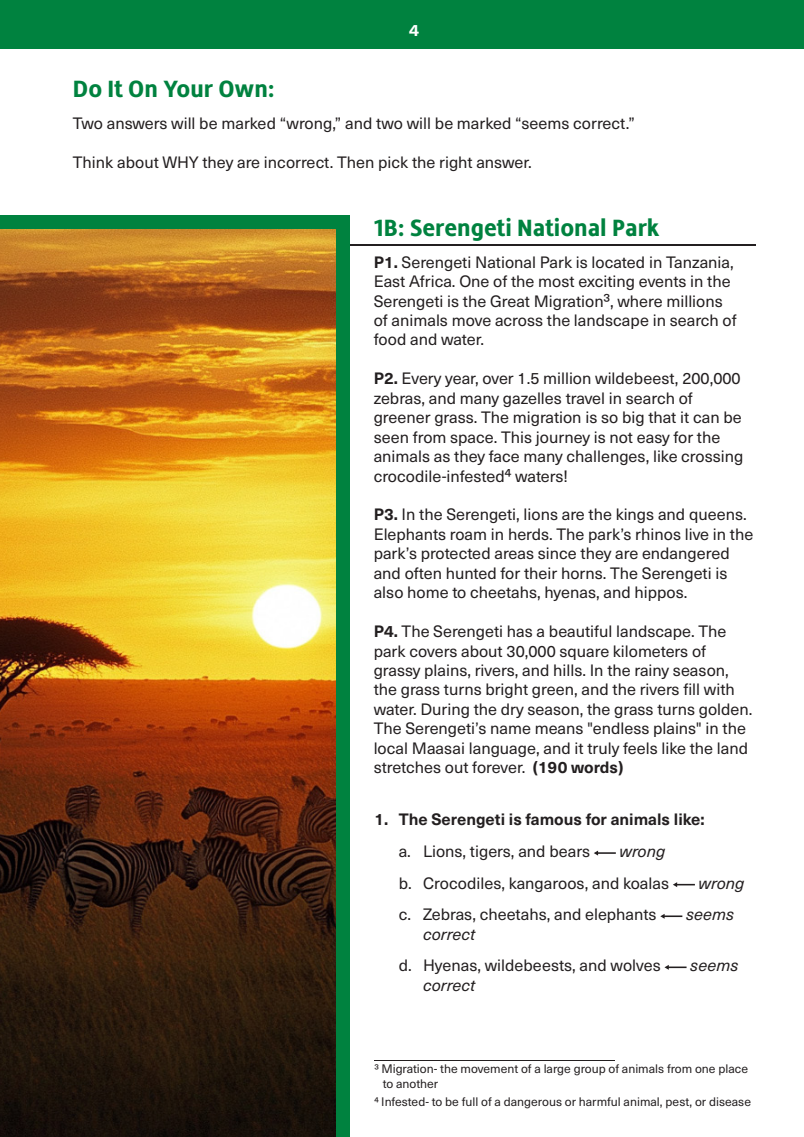 4
Do It On Your Own:
Two answers will be marked “wrong,” and two will be marked “seems correct.”
Think about WHY they are incorrect. Then pick the right answer.
1B: Serengeti National Park
P1. Serengeti National Park is located in Tanzania,
East Africa. One of the most exciting events in the
Serengeti is the Great Migration³, where millions
of animals move across the landscape in search of
food and water.
P2. Every year, over 1.5 million wildebeest, 200,000
zebras, and many gazelles travel in search of
greener grass. The migration is so big that it can be
seen from space. This journey is not easy for the
animals as they face many challenges, like crossing
crocodile-infested⁴ waters!
P3. In the Serengeti, lions are the kings and queens.
Elephants roam in herds. The park’s rhinos live in the
park’s protected areas since they are endangered
and often hunted for their horns. The Serengeti is
also home to cheetahs, hyenas, and hippos.
P4. The Serengeti has a beautiful landscape. The
park covers about 30,000 square kilometers of
grassy plains, rivers, and hills. In the rainy season,
the grass turns bright green, and the rivers fill with
water. During the dry season, the grass turns golden.
The Serengeti’s name means "endless plains" in the
local Maasai language, and it truly feels like the land
stretches out forever. (190 words)
1. The Serengeti is famous for animals like:
a. Lions, tigers, and bears ← wrong
b. Crocodiles, kangaroos, and koalas ← wrong
c. Zebras, cheetahs, and elephants ← seems
correct
d. Hyenas, wildebeests, and wolves ← seems
correct
³ Migration- the movement of a large group of animals from one place
to another
⁴ Infested- to be full of a dangerous or harmful animal, pest, or disease